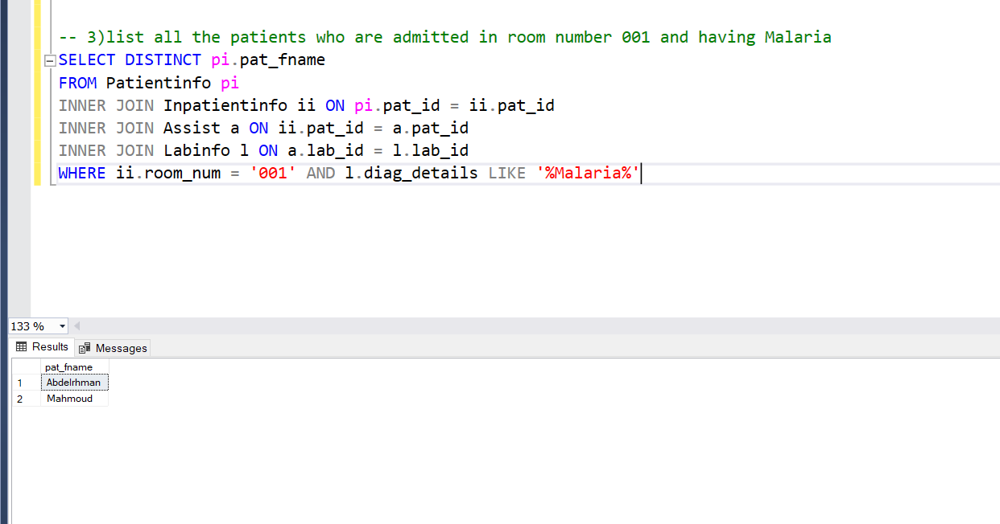 -- 3)list all the patients who are admitted in room number 001 and having Malaria
SELECT DISTINCT pi.pat_fname
FROM Patientinfo pi
INNER JOIN Inpatientinfo ii ON pi.pat_id = ii.pat_id
INNER JOIN Assist a ON ii.pat_id = a.pat_id
INNER JOIN Labinfo l ON a.lab_id = l.lab_id
WHERE ii.room_num = '001' AND l.diag_details LIKE '%Malaria%'
133 %
Results Messages
pat_fname
1 Abdelrhman
2 Mahmoud